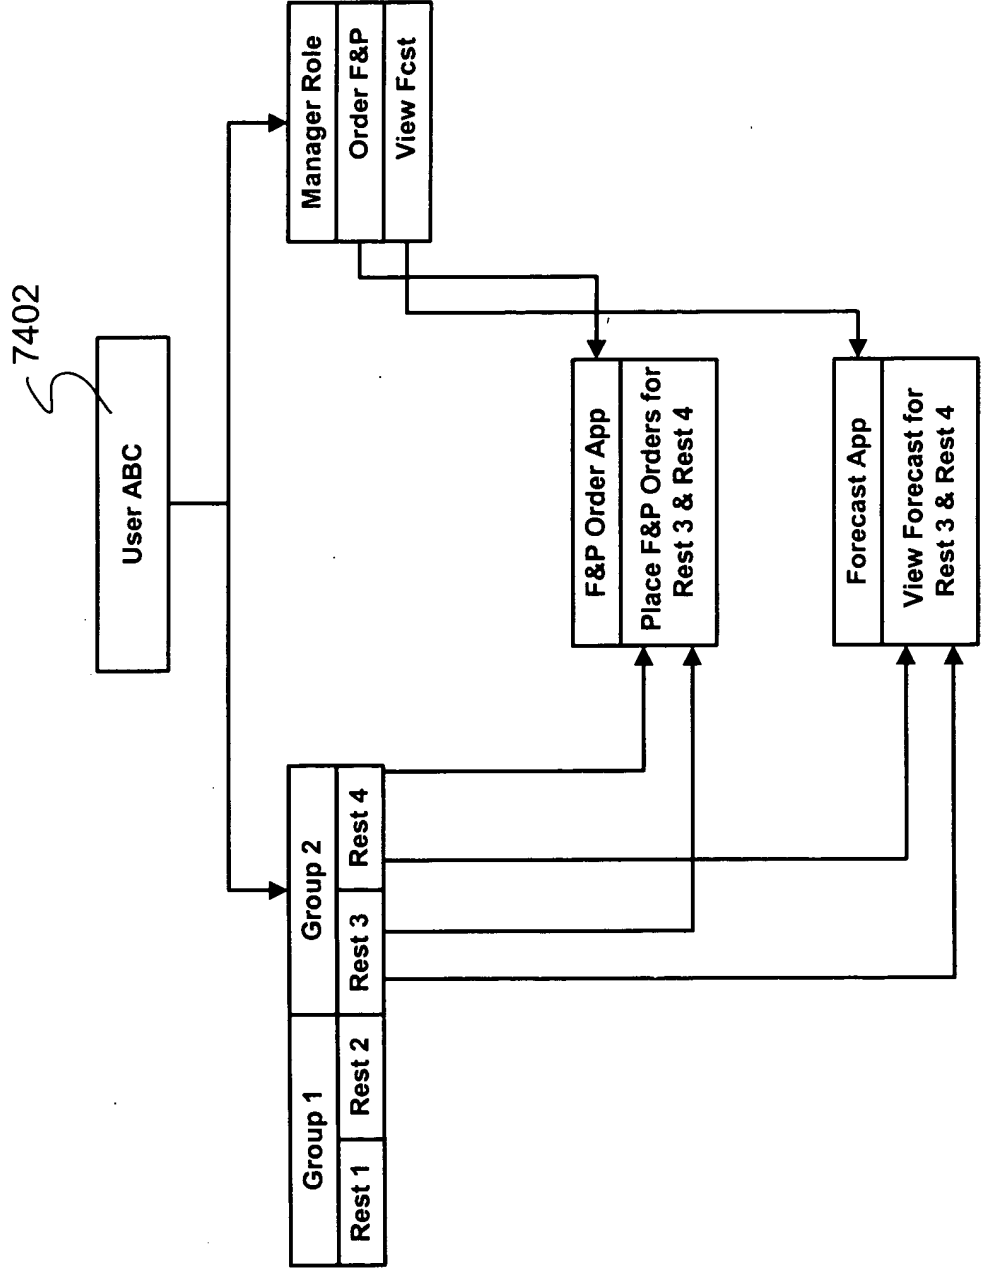 7402
User ABC
Group 1
Group 2
Rest 1
Rest 2
Rest 3
Rest 4
Manager Role
Order F&P
View Fcst
F&P Order App
Place F&P Orders for
Rest 3 & Rest 4
Forecast App
View Forecast for
Rest 3 & Rest 4